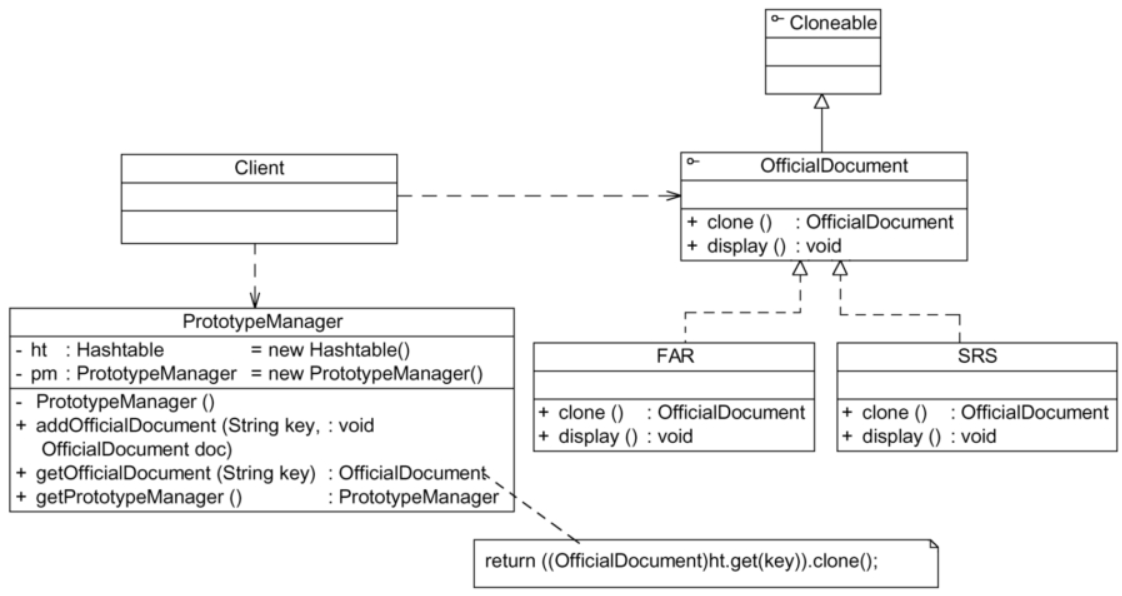 Cloneable
Client
OfficialDocument
+ clone () : OfficialDocument
+ display () : void
PrototypeManager
- ht : Hashtable = new Hashtable()
- pm : PrototypeManager = new PrototypeManager()
- PrototypeManager ()
+ addOfficialDocument (String key, : void
OfficialDocument doc)
+ getOfficialDocument (String key) : OfficialDocument
+ getPrototypeManager () : PrototypeManager
FAR
+ clone () : OfficialDocument
+ display () : void
SRS
+ clone () : OfficialDocument
+ display () : void
return ((OfficialDocument)ht.get(key)).clone();